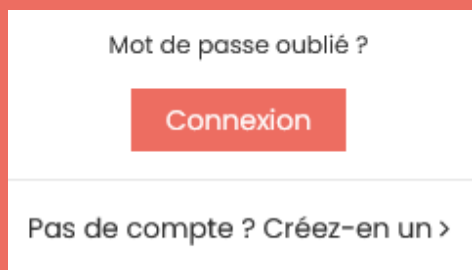 Mot de passe oublié ?
Connexion
Pas de compte ? Créez-en un >